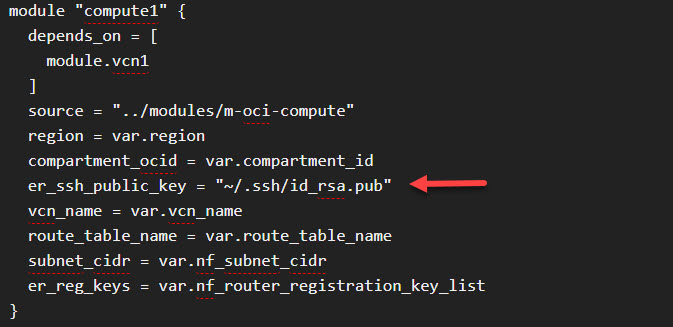 module "compute1" {
depends_on = [
module.vcn1
]
source = "../modules/m-oci-compute"
region = var.region
compartment_ocid = var.compartment_id
er_ssh_public_key = "~/.ssh/id_rsa.pub"
vcn_name = var.vcn_name
route_table_name = var.route_table_name
subnet_cidr = var.nf_subnet_cidr
er_reg_keys = var.nf_router_registration_key_list
}